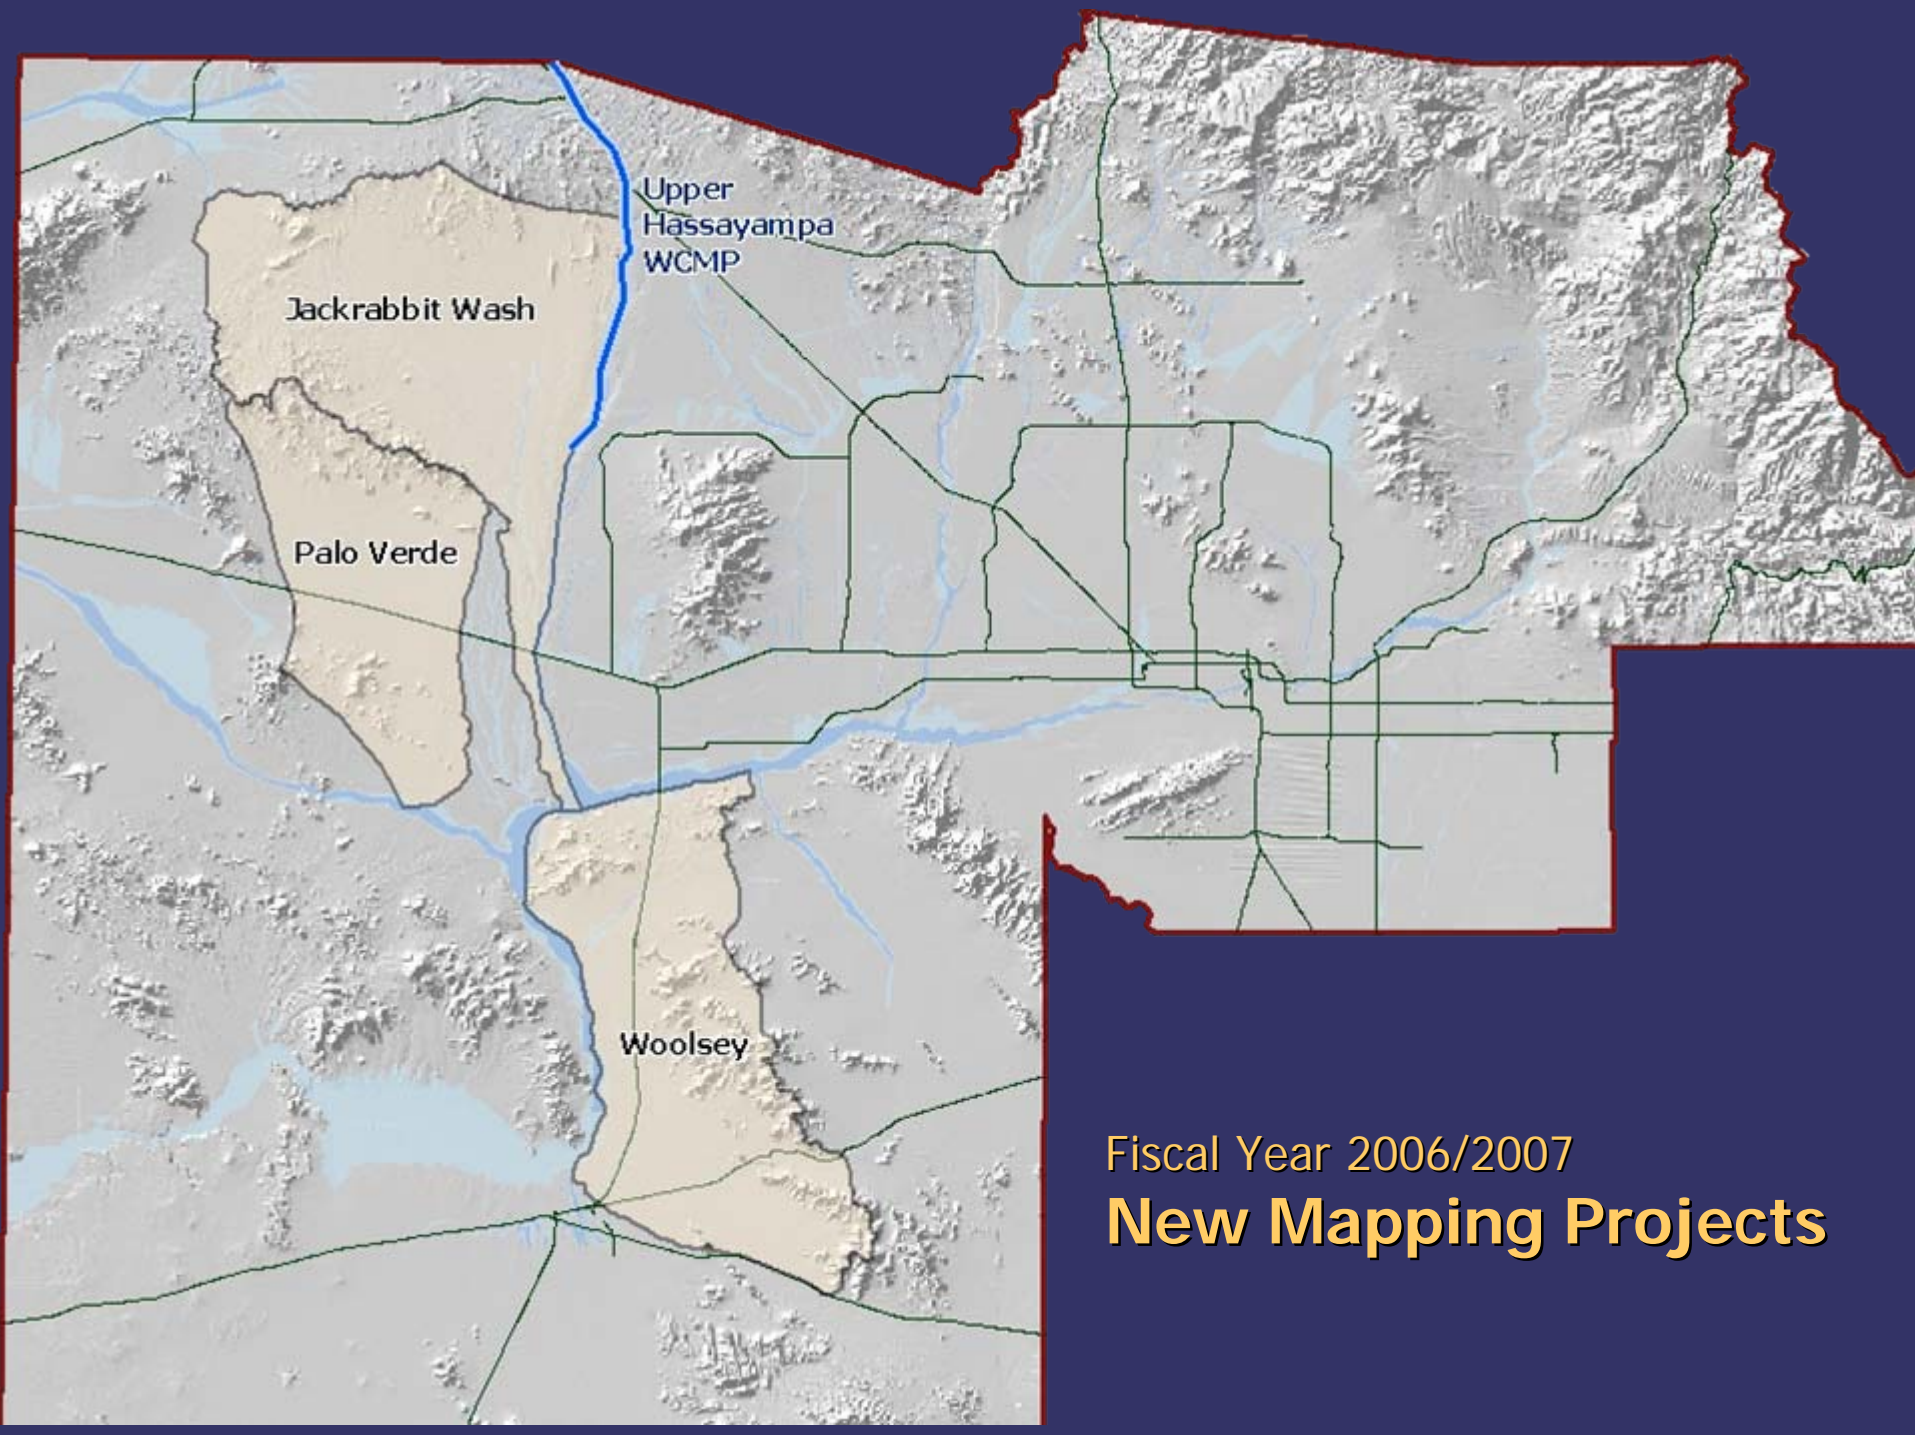 Upper
Hassayampa
WCMP
Jackrabbit Wash
Palo Verde
Woolsey
Fiscal Year 2006/2007
New Mapping Projects